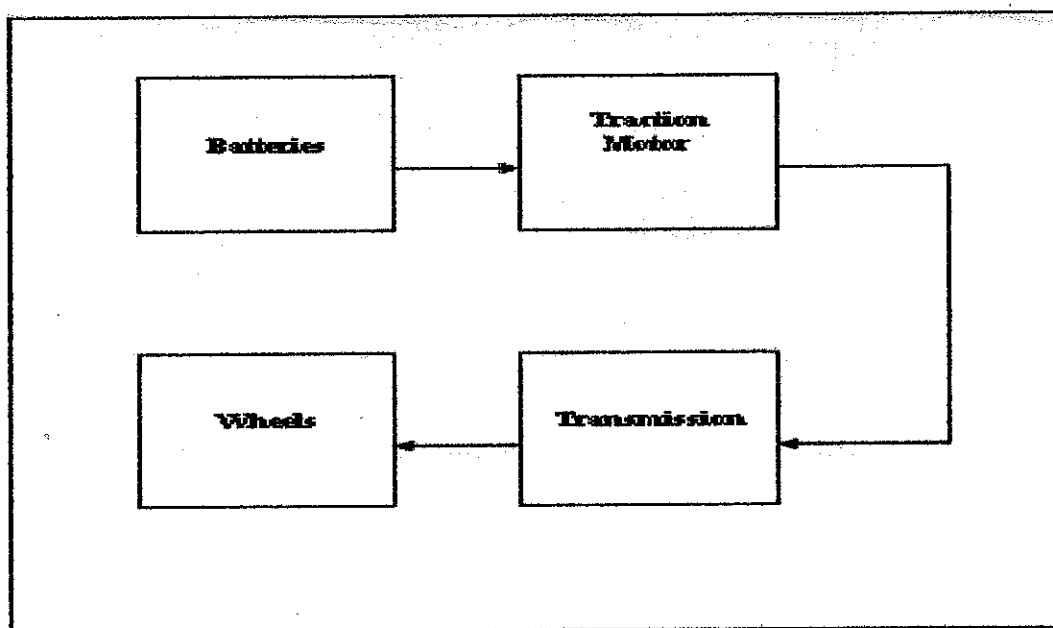 Batteries
Traction
Motor
Wheels
Transmission